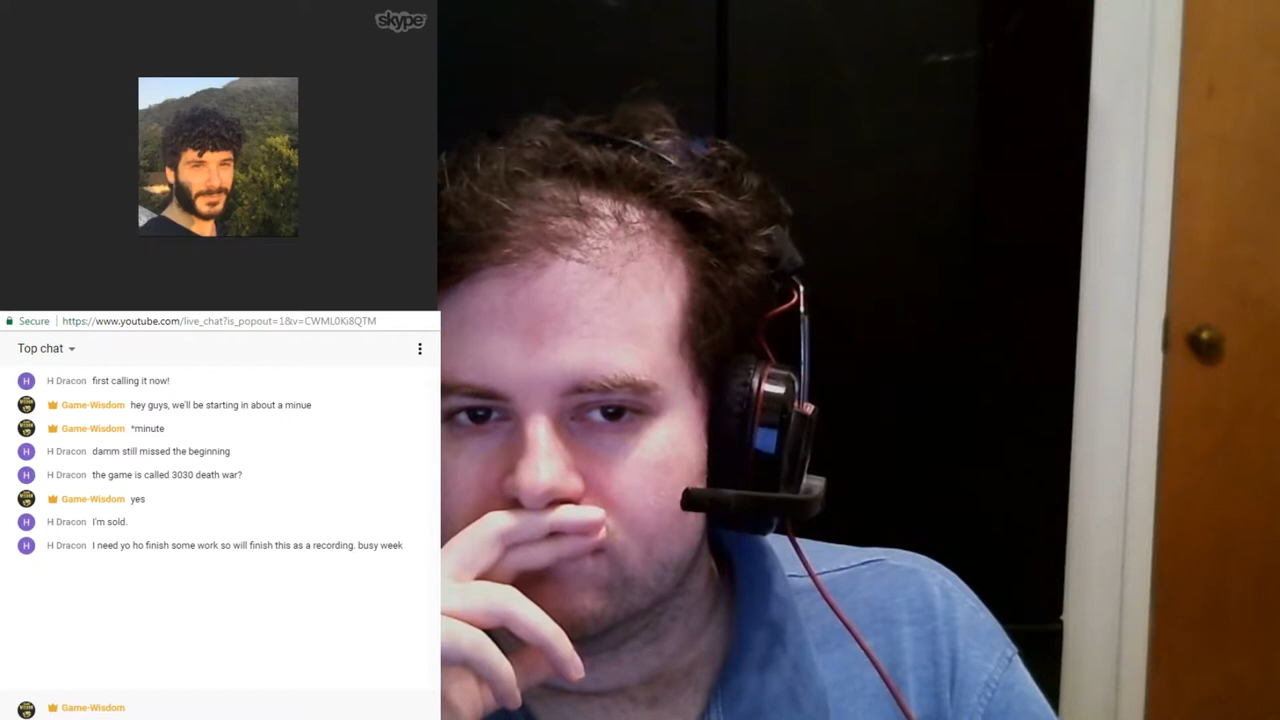 skype
Secure https://www.youtube.com/live_chat?is_popout=1&v=CWML0Ki8QTM
Top chat
H H Dracon first calling it now!
Game-Wisdom hey guys, we'll be starting in about a minue
Game-Wisdom *minute
H H Dracon damm still missed the beginning
H H Dracon the game is called 3030 death war?
Game-Wisdom yes
H H Dracon I'm sold.
H H Dracon I need yo ho finish some work so will finish this as a recording. busy week
Game-Wisdom